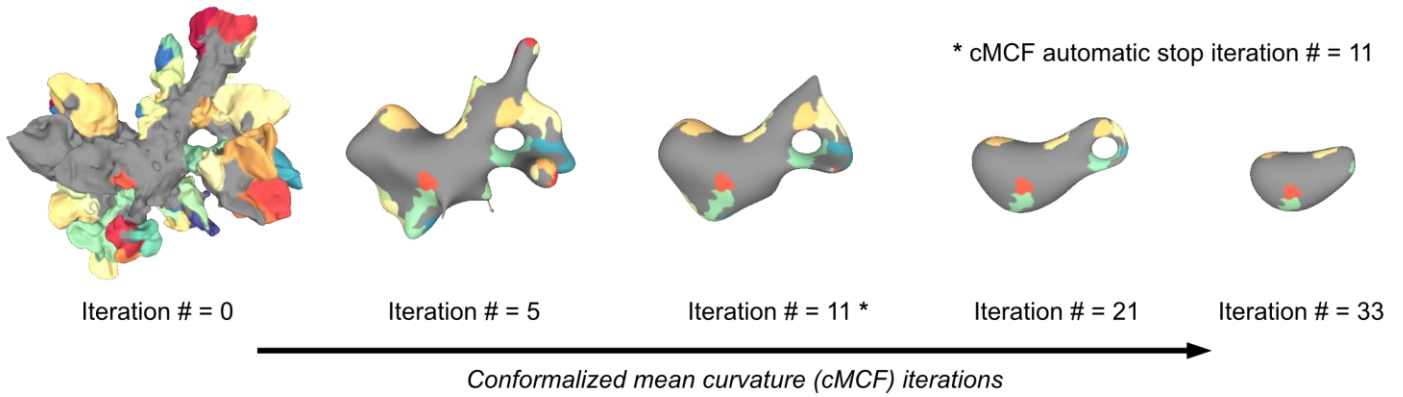 * cMCF automatic stop iteration # = 11
Iteration # = 0
Iteration # = 5
Iteration # = 11 *
Iteration # = 21
Iteration # = 33
Conformalized mean curvature (cMCF) iterations